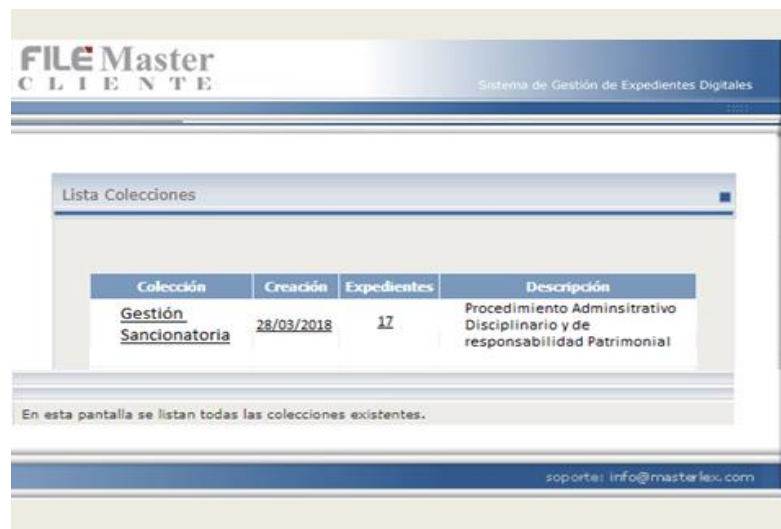 FILE Master
CLIENTE
Sistema de Gestión de Expedientes Digitales
Lista Colecciones
Colección Creación Expedientes Descripción
Gestión Sancionatoria 28/03/2018 17 Procedimiento Adminsitrativo
Disciplinario y de
responsabilidad Patrimonial
En esta pantalla se listan todas las colecciones existentes.
soporte: info@masterlex.com